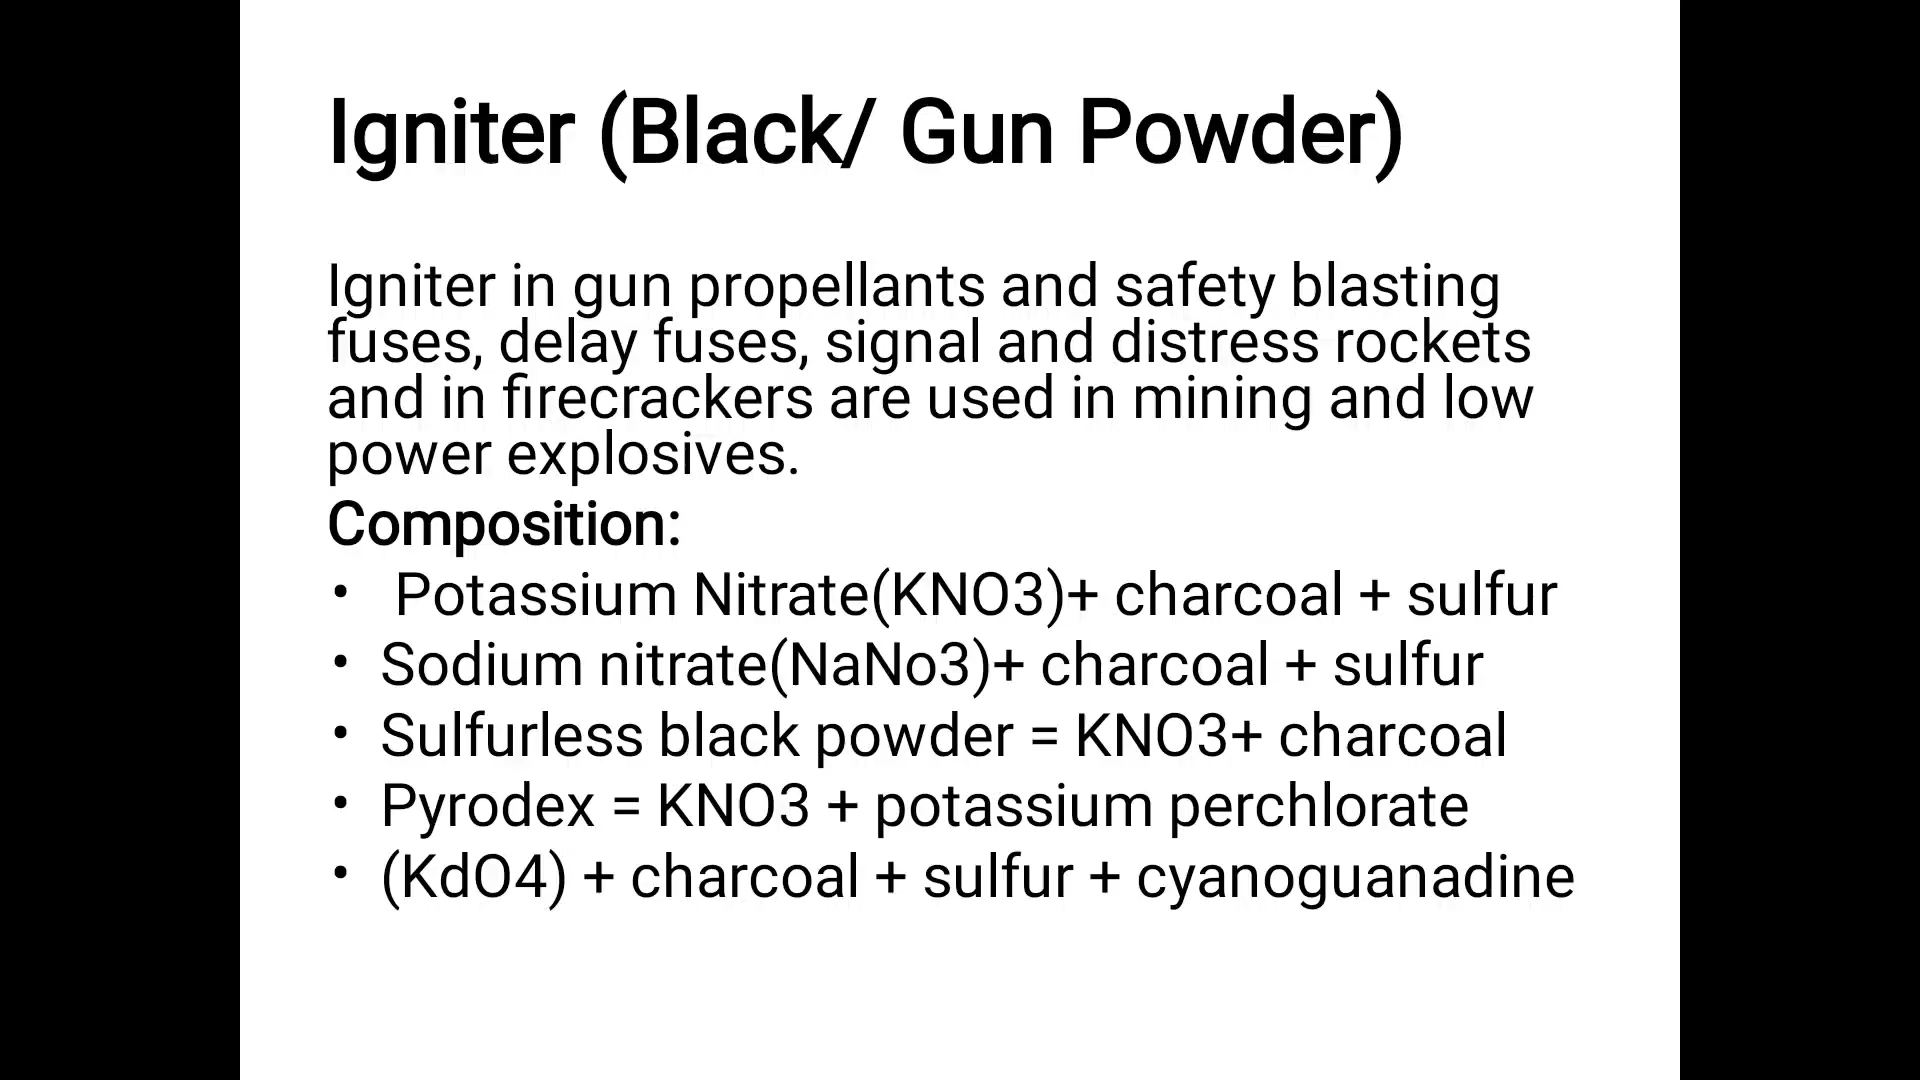 Igniter (Black/ Gun Powder)
Igniter in gun propellants and safety blasting
fuses, delay fuses, signal and distress rockets
and in firecrackers are used in mining and low
power explosives.
Composition:
• Potassium Nitrate(KNO3)+ charcoal + sulfur
• Sodium nitrate(NaNo3)+ charcoal + sulfur
• Sulfurless black powder = KNO3+ charcoal
• Pyrodex = KNO3 + potassium perchlorate
• (KdO4) + charcoal + sulfur + cyanoguanadine